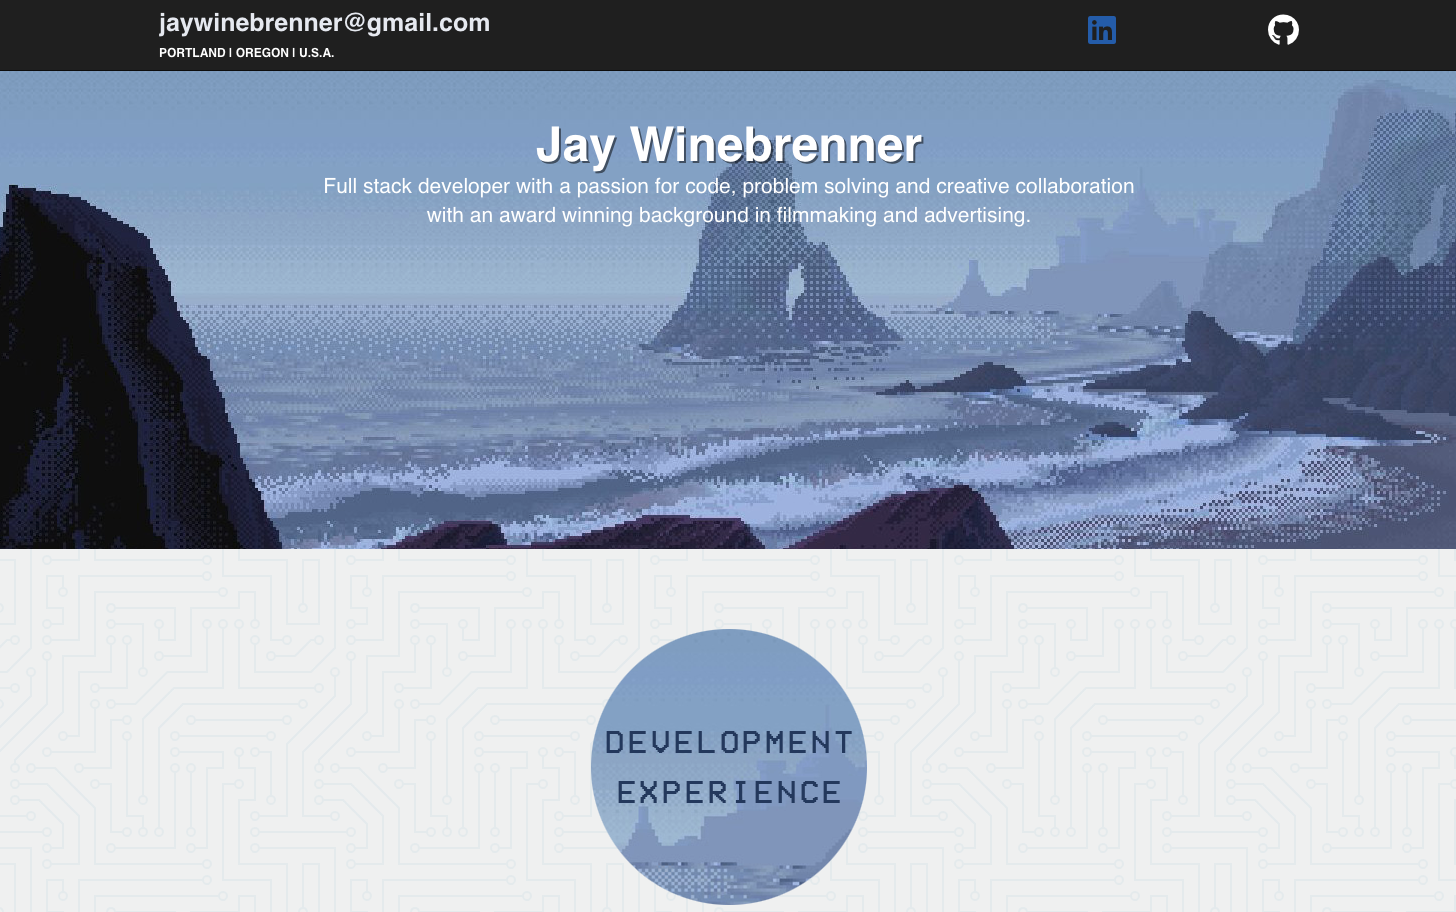 jaywinebrenner@gmail.com
PORTLAND | OREGON | U.S.A.
Jay Winebrenner
Full stack developer with a passion for code, problem solving and creative collaboration
with an award winning background in filmmaking and advertising.
DEVELOPMENT
EXPERIENCE